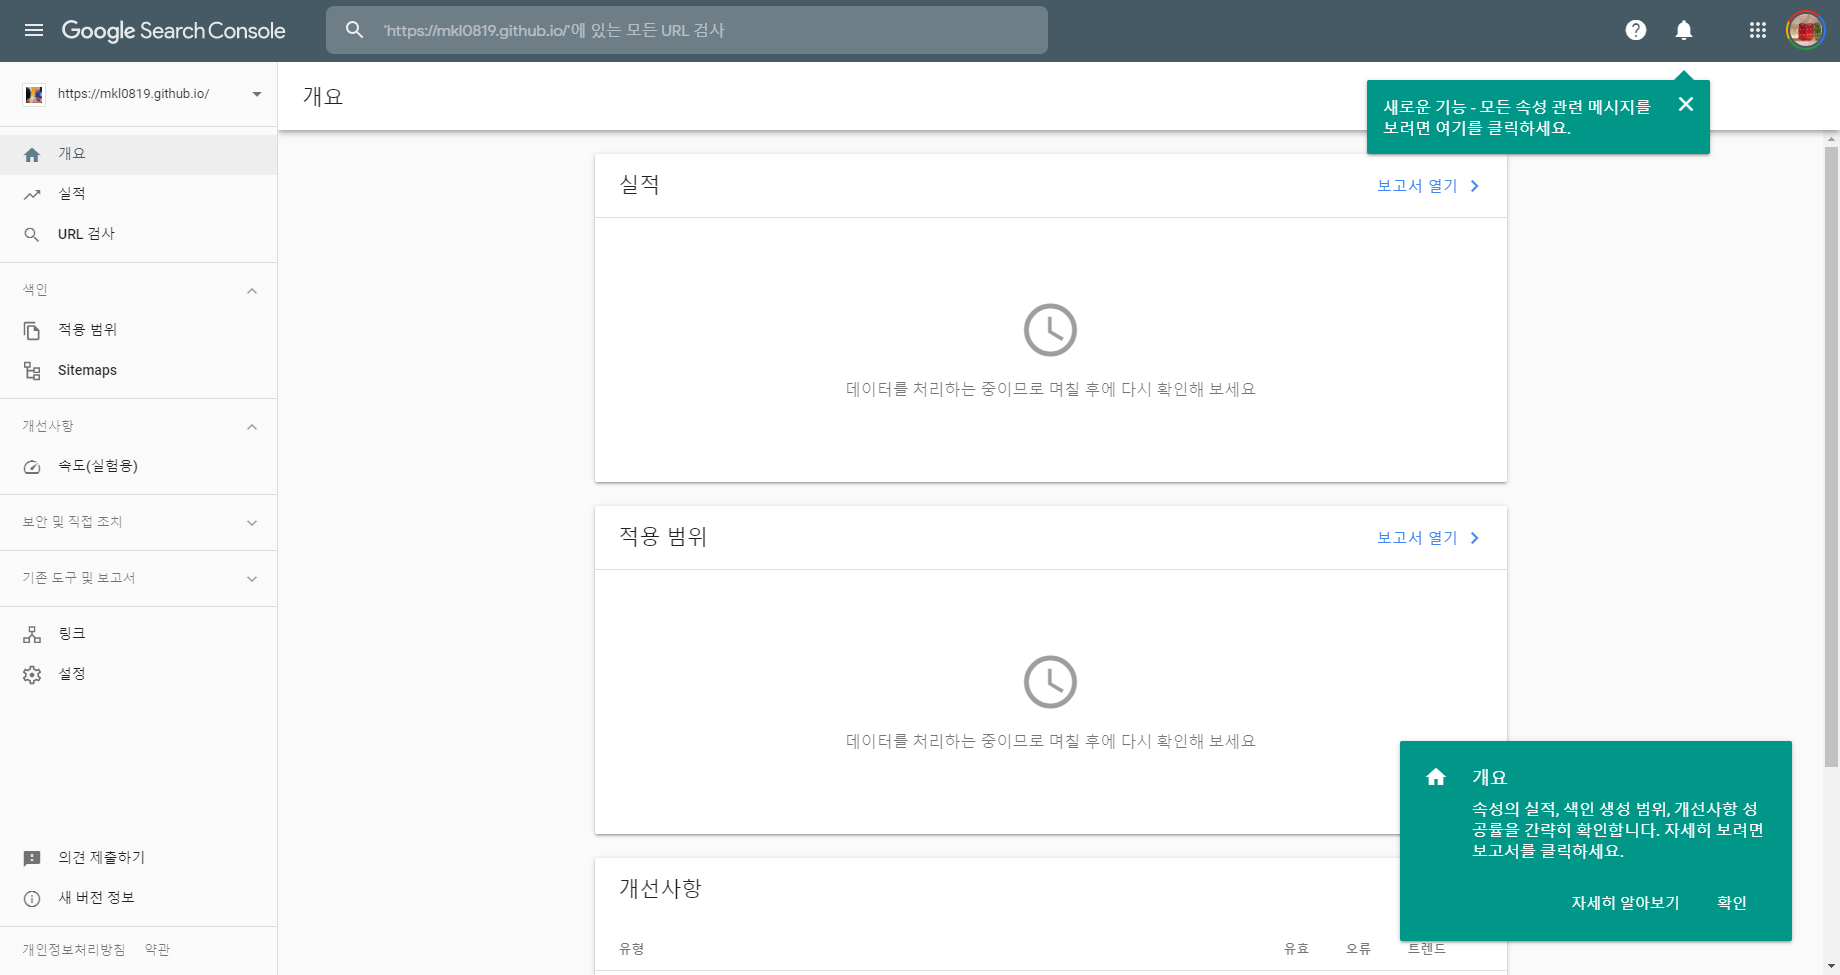 Google Search Console
'https://mkl0819.github.io/'에 있는 모든 URL 검사
https://mkl0819.github.io/
개요
실적
URL 검사
색인
적용 범위
Sitemaps
개선사항
속도(실험용)
보안 및 직접 조치
기존 도구 및 보고서
링크
설정
의견 제출하기
새 버전 정보
개인정보처리방침 약관
개요
새로운 기능 - 모든 속성 관련 메시지를
보려면 여기를 클릭하세요.
실적
보고서 열기
데이터를 처리하는 중이므로 며칠 후에 다시 확인해 보세요
적용 범위
보고서 열기
데이터를 처리하는 중이므로 며칠 후에 다시 확인해 보세요
개선사항
유형 유효 오류 트렌드
개요
속성의 실적, 색인 생성 범위, 개선사항 성
공률을 간략히 확인합니다. 자세히 보려면
보고서를 클릭하세요.
자세히 알아보기 확인